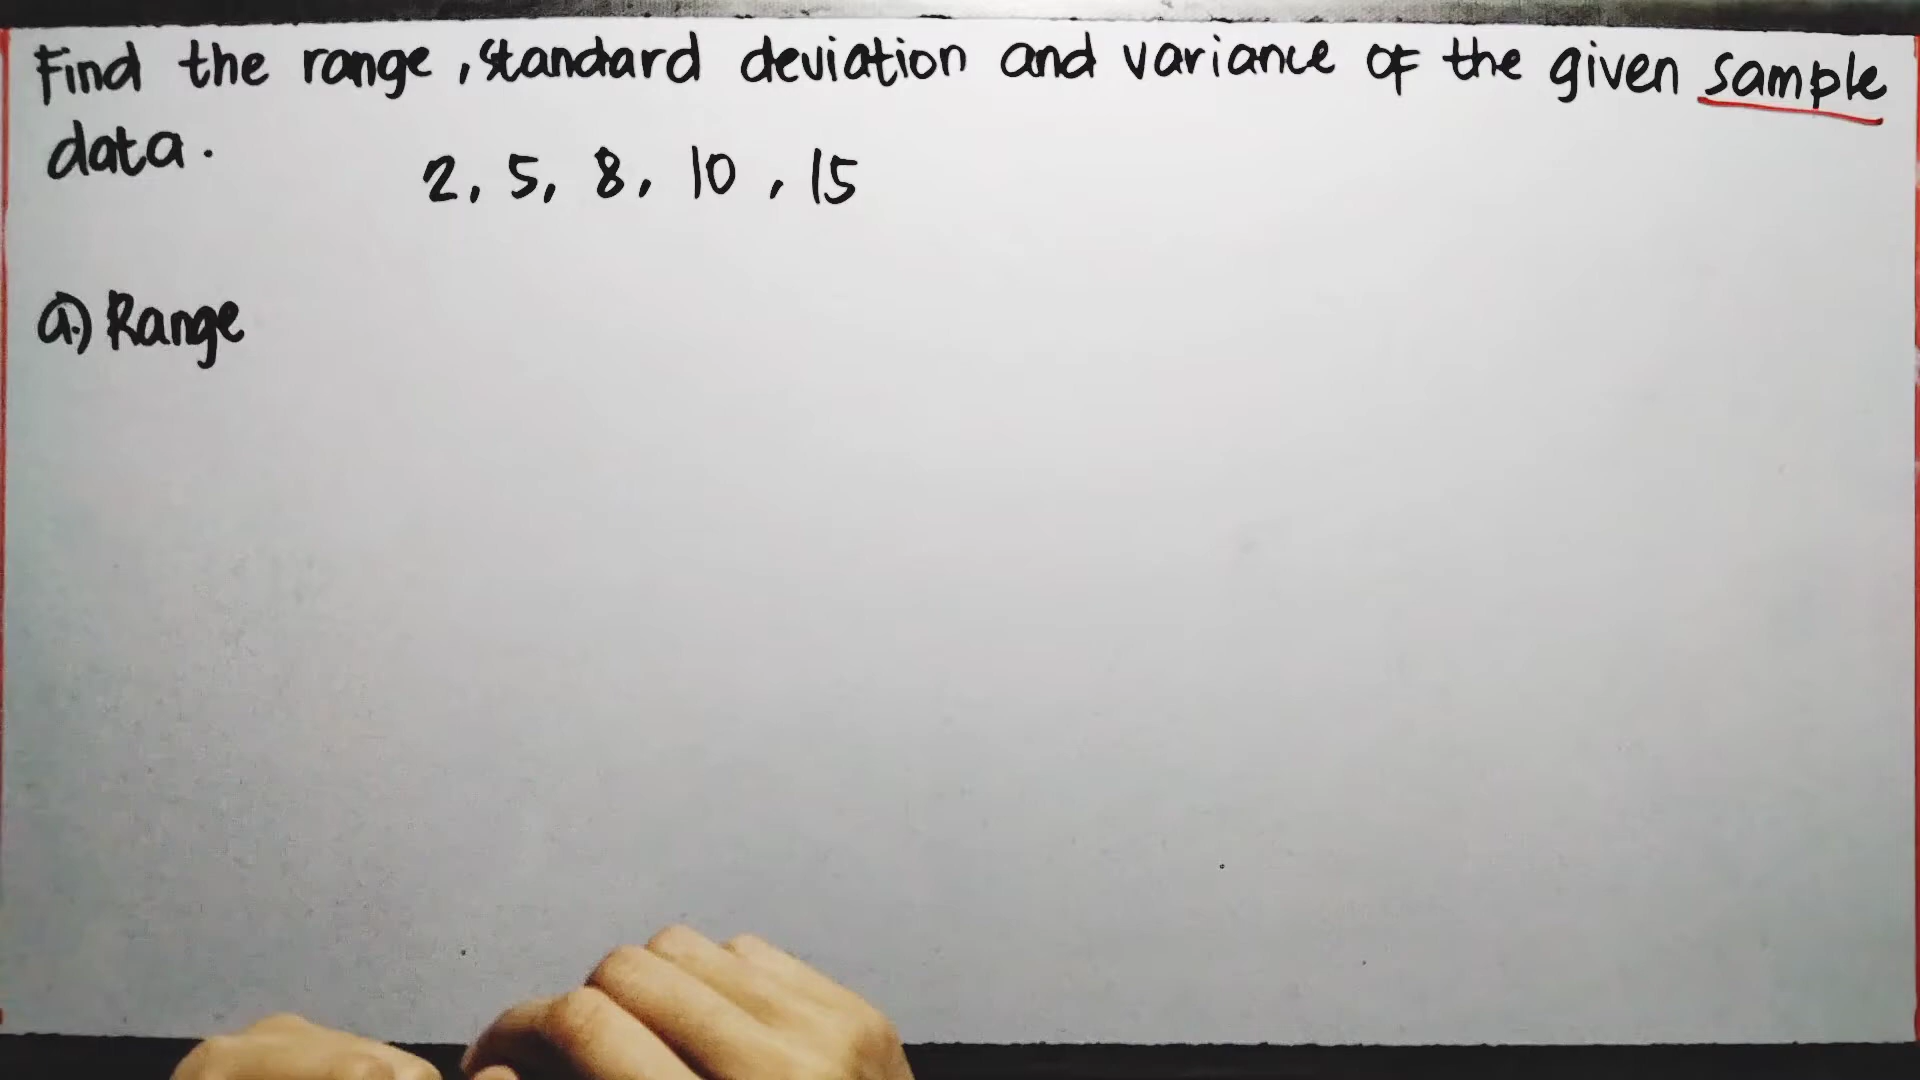 Find the range, standard deviation and variance of the given sample
data.
2, 5, 8, 10, 15
a.) Range